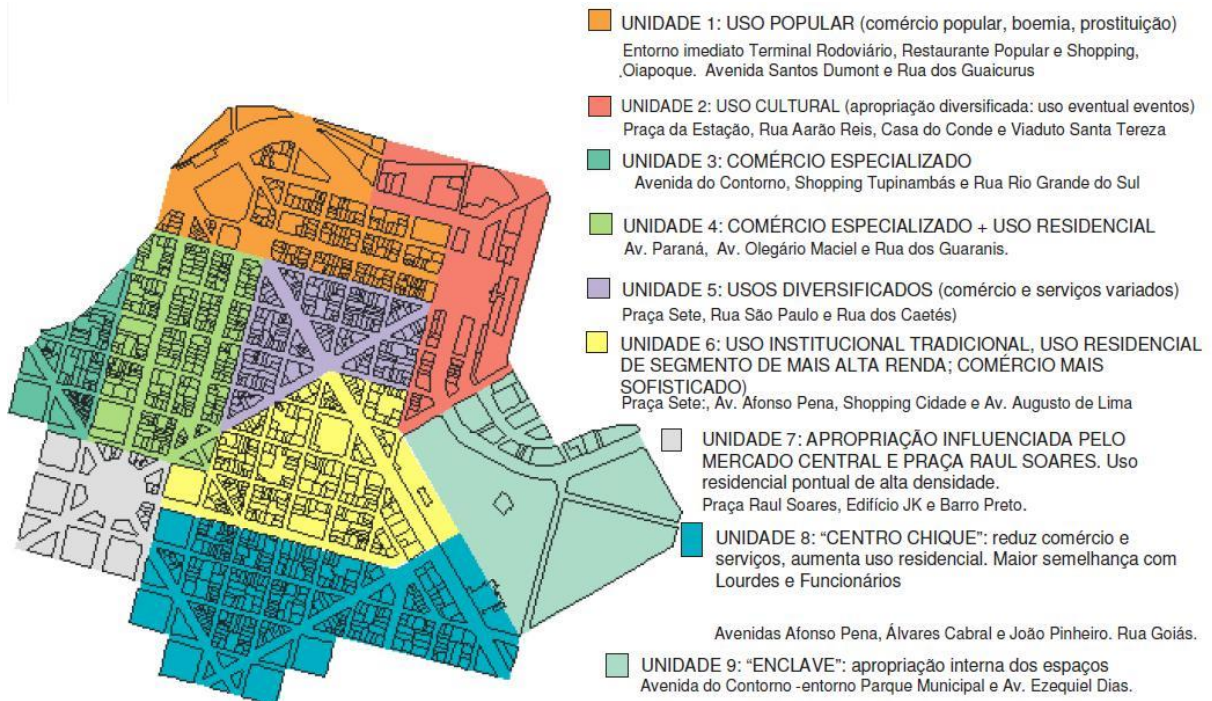 UNIDADE 1: USO POPULAR (comércio popular, boemia, prostituição)
Entorno imediato Terminal Rodoviário, Restaurante Popular e Shopping,
.Oiapoque. Avenida Santos Dumont e Rua dos Guaicurus
UNIDADE 2: USO CULTURAL (apropriação diversificada: uso eventual eventos)
Praça da Estação, Rua Aarão Reis, Casa do Conde e Viaduto Santa Tereza
UNIDADE 3: COMÉRCIO ESPECIALIZADO
Avenida do Contorno, Shopping Tupinambás e Rua Rio Grande do Sul
UNIDADE 4: COMÉRCIO ESPECIALIZADO + USO RESIDENCIAL
Av. Paraná, Av. Olegário Maciel e Rua dos Guaranis.
UNIDADE 5: USOS DIVERSIFICADOS (comércio e serviços variados)
Praça Sete, Rua São Paulo e Rua dos Caetés)
UNIDADE 6: USO INSTITUCIONAL TRADICIONAL, USO RESIDENCIAL
DE SEGMENTO DE MAIS ALTA RENDA; COMÉRCIO MAIS
SOFISTICADO)
Praça Sete:, Av. Afonso Pena, Shopping Cidade e Av. Augusto de Lima
UNIDADE 7: APROPRIAÇÃO INFLUENCIADA PELO
MERCADO CENTRAL E PRAÇA RAUL SOARES. Uso
residencial pontual de alta densidade.
Praça Raul Soares, Edifício JK e Barro Preto.
UNIDADE 8: “CENTRO CHIQUE”: reduz comércio e
serviços, aumenta uso residencial. Maior semelhança com
Lourdes e Funcionários
Avenidas Afonso Pena, Álvares Cabral e João Pinheiro. Rua Goiás.
UNIDADE 9: “ENCLAVE”: apropriação interna dos espaços
Avenida do Contorno -entorno Parque Municipal e Av. Ezequiel Dias.